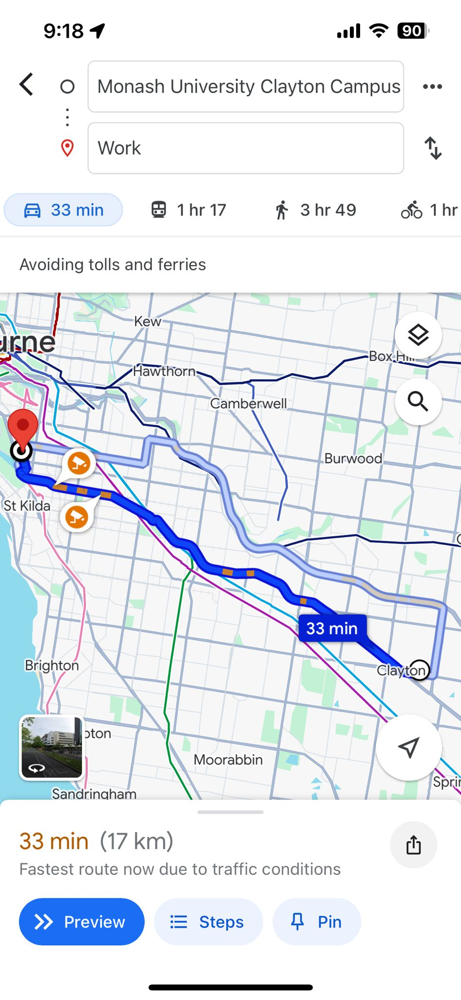 9:18
90
Monash University Clayton Campus
Work
33 min
1 hr 17
3 hr 49
1 hr
Avoiding tolls and ferries
Kew
urne
Box Hill
Hawthorn
Camberwell
Burwood
St Kilda
33 min
Clayton
Brighton
pton
Moorabbin
Sprin
Sandringham
33 min (17 km)
Fastest route now due to traffic conditions
Preview
Steps
Pin